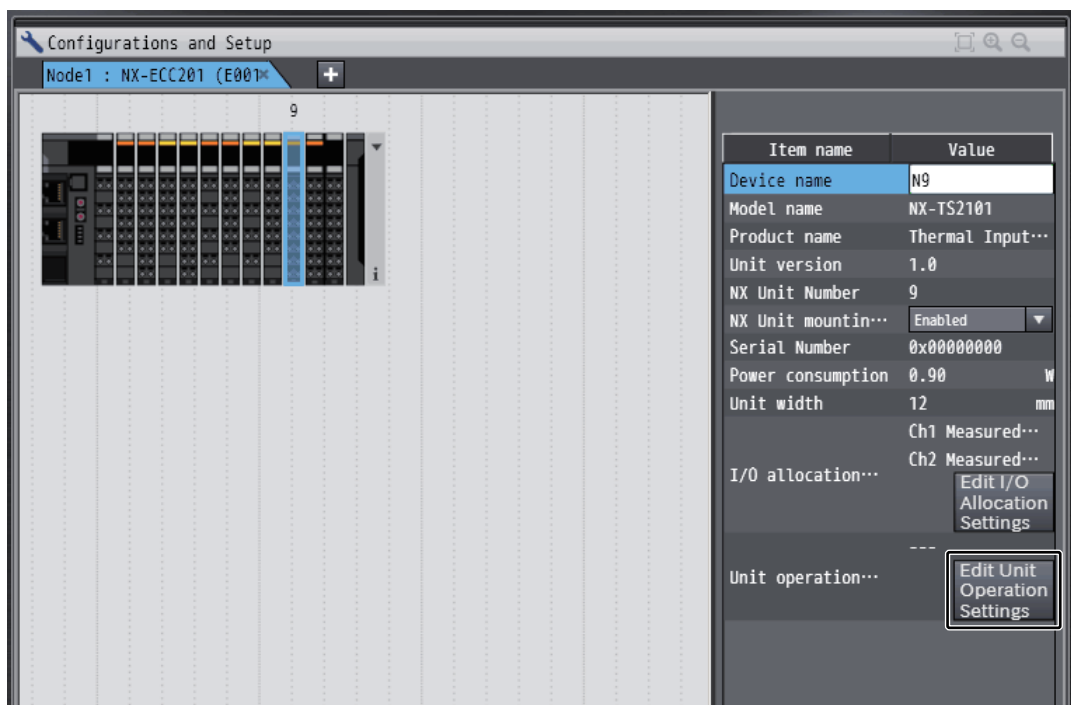 Configurations and Setup
Node1 : NX-ECC201 (E001
9
Item name Value
Device name N9
Model name NX-TS2101
Product name Thermal Input···
Unit version 1.0
NX Unit Number 9
NX Unit mountin··· Enabled
Serial Number 0x00000000
Power consumption 0.90 W
Unit width 12 mm
Ch1 Measured···
Ch2 Measured···
I/O allocation···
Edit I/O
Allocation
Settings
---
Unit operation···
Edit Unit
Operation
Settings
i